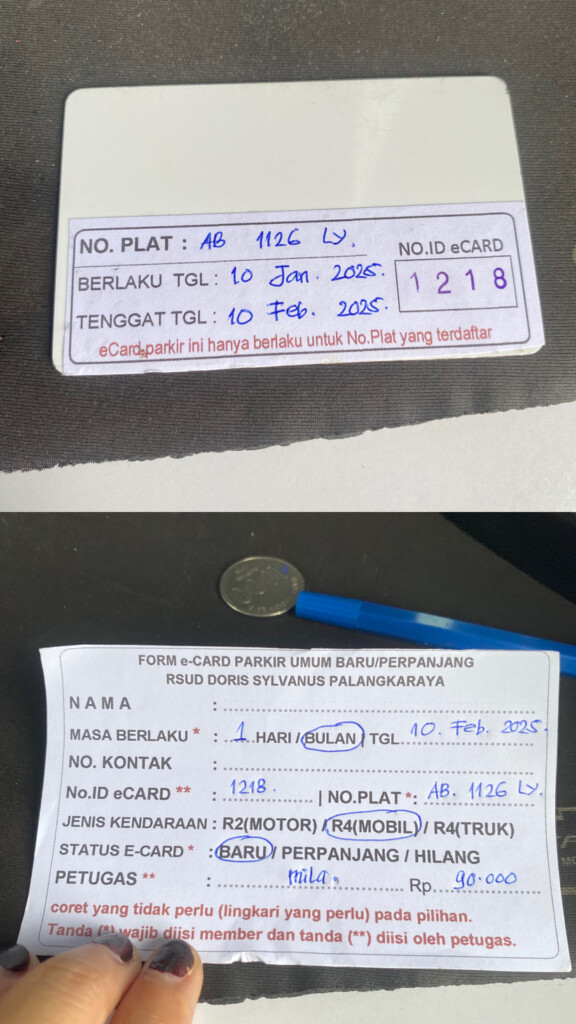 NO. PLAT : AB 1126 Ly.
NO.ID eCARD
BERLAKU TGL : 10 Jan. 2025.
1218
TENGGAT TGL : 10 Feb. 2025.
eCard parkir ini hanya berlaku untuk No.Plat yang terdaftar
FORM e-CARD PARKIR UMUM BARU/PERPANJANG
RSUD DORIS SYLVANUS PALANGKARAYA
N A M A :
MASA BERLAKU * : 1 HARI / BULAN / TGL 10. Feb. 2025.
NO. KONTAK :
No.ID eCARD ** : 1218. | NO.PLAT *: AB. 1126 Ly.
JENIS KENDARAAN : R2(MOTOR) / R4(MOBIL) / R4(TRUK)
STATUS E-CARD * : BARU / PERPANJANG / HILANG
PETUGAS ** : mila. Rp. 90.000
coret yang tidak perlu (lingkari yang perlu) pada pilihan.
Tanda (*) wajib diisi member dan tanda (**) diisi oleh petugas.